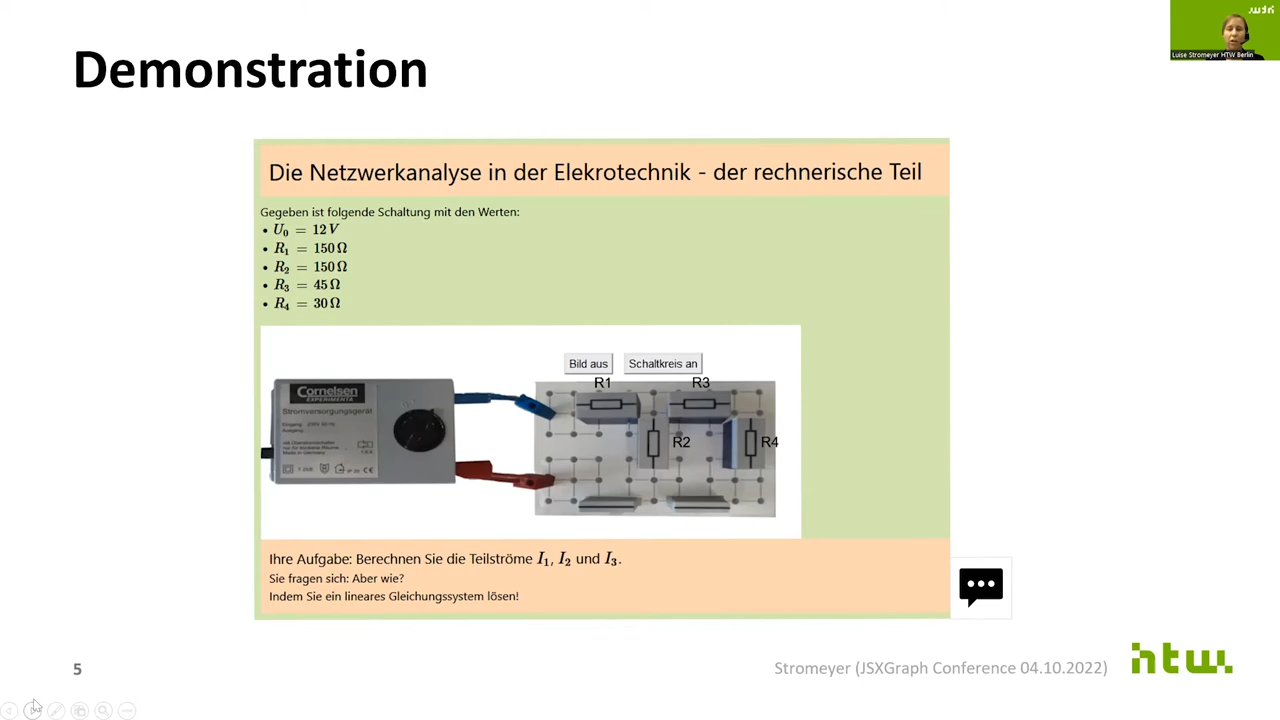 Luise Stromeyer HTW Berlin
Demonstration
Die Netzwerkanalyse in der Elekrotechnik - der rechnerische Teil
Gegeben ist folgende Schaltung mit den Werten:
• U₀ = 12 V
• R₁ = 150 Ω
• R₂ = 150 Ω
• R₃ = 45 Ω
• R₄ = 30 Ω
Bild aus
Schaltkreis an
R1
R3
R2
R4
Cornelsen
EXPERIMENTA
Stromversorgungsgerät
Made in Germany
Ihre Aufgabe: Berechnen Sie die Teilströme I₁, I₂ und I₃.
Sie fragen sich: Aber wie?
Indem Sie ein lineares Gleichungssystem lösen!
5
Stromeyer (JSXGraph Conference 04.10.2022)
htw.